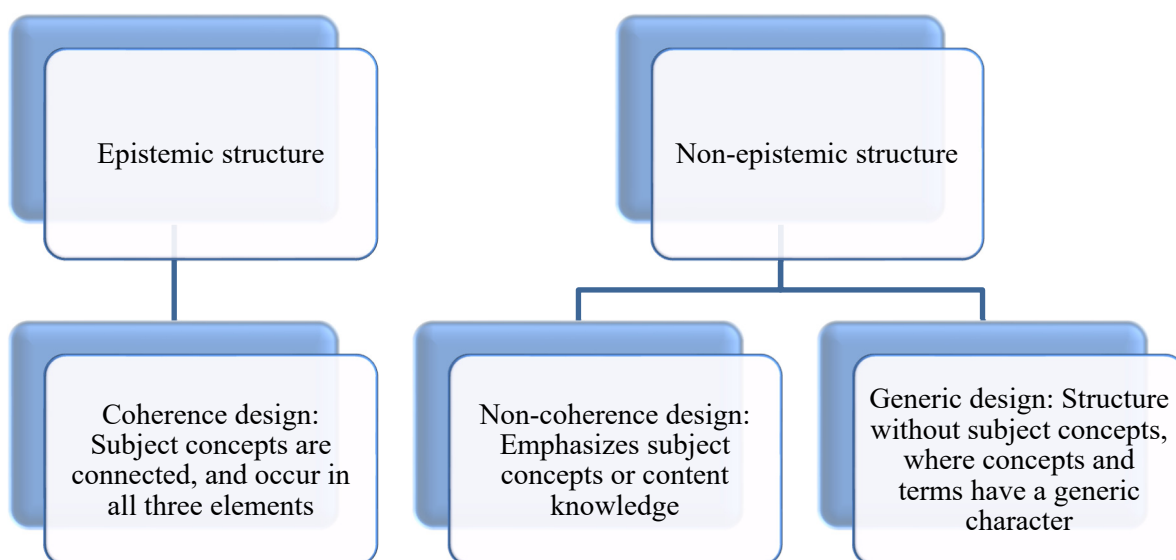 Epistemic structure
Non-epistemic structure
Coherence design:
Subject concepts are
connected, and occur in
all three elements
Non-coherence design:
Emphasizes subject
concepts or content
knowledge
Generic design: Structure
without subject concepts,
where concepts and
terms have a generic
character